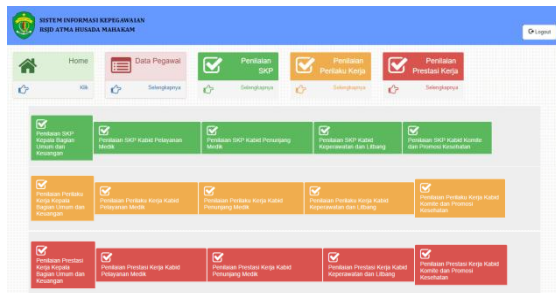 SISTEM INFORMASI KEPEGAWAIAN
RSJD ATMA HUSADA MAHAKAM
Logout
Home
Klik
Data Pegawai
Selengkapnya
Penilaian
SKP
Selengkapnya
Penilaian
Perilaku Kerja
Selengkapnya
Penilaian
Prestasi Kerja
Selengkapnya
Penilaian SKP
Kepala Bagian
Umum dan
Keuangan
Penilaian SKP Kabid Pelayanan
Medik
Penilaian SKP Kabid Penunjang
Medik
Penilaian SKP Kabid
Keperawatan dan Litbang
Penilaian SKP Kabid Komite
dan Promosi Kesehatan
Penilaian Perilaku
Kerja Kepala
Bagian Umum dan
Keuangan
Penilaian Perilaku Kerja Kabid
Pelayanan Medik
Penilaian Perilaku Kerja Kabid
Penunjang Medik
Penilaian Perilaku Kerja Kabid
Keperawatan dan Litbang
Penilaian Perilaku Kerja Kabid
Komite dan Promosi
Kesehatan
Penilaian Prestasi
Kerja Kepala
Bagian Umum dan
Keuangan
Penilaian Prestasi Kerja Kabid
Pelayanan Medik
Penilaian Prestasi Kerja Kabid
Penunjang Medik
Penilaian Prestasi Kerja Kabid
Keperawatan dan Litbang
Penilaian Prestasi Kerja Kabid
Komite dan Promosi
Kesehatan